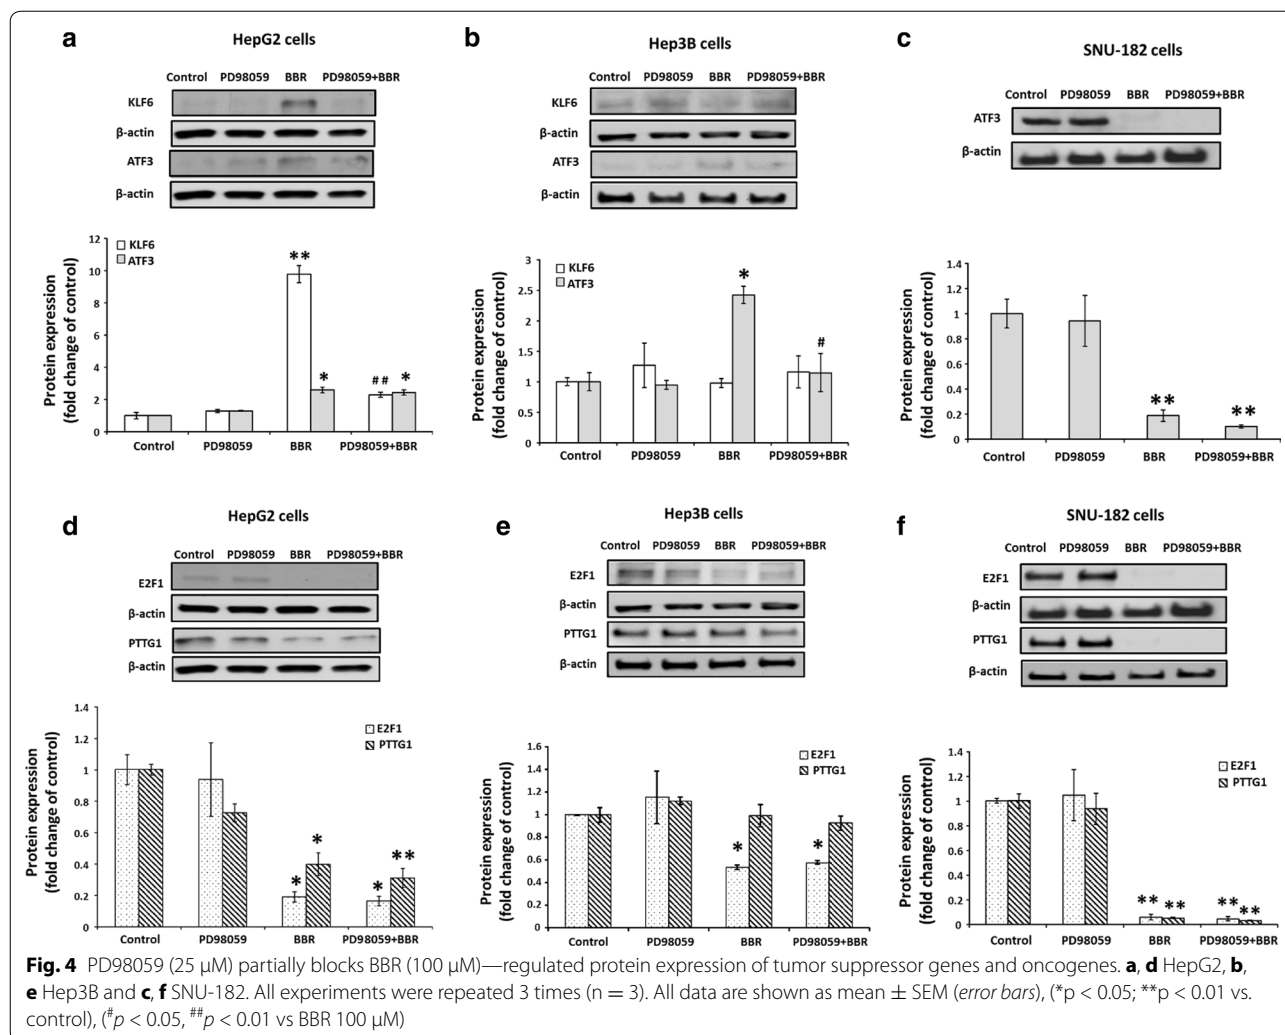 a
HepG2 cells
Control PD98059 BBR PD98059+BBR
KLF6
β-actin
ATF3
β-actin
Protein expression
(fold change of control)
12
10
8
6
4
2
0
KLF6
ATF3
**
*
##
*
Control PD98059 BBR PD98059+BBR
b
Hep3B cells
Control PD98059 BBR PD98059+BBR
KLF6
β-actin
ATF3
β-actin
Protein expression
(fold change of control)
3
2.5
2
1.5
1
0.5
0
KLF6
ATF3
*
#
Control PD98059 BBR PD98059+BBR
c
SNU-182 cells
Control PD98059 BBR PD98059+BBR
ATF3
β-actin
Protein expression
(fold change of control)
1.4
1.2
1
0.8
0.6
0.4
0.2
0
**
**
Control PD98059 BBR PD98059+BBR
d
HepG2 cells
Control PD98059 BBR PD98059+BBR
E2F1
β-actin
PTTG1
β-actin
Protein expression
(fold change of control)
1.4
1.2
1
0.8
0.6
0.4
0.2
0
E2F1
PTTG1
*
*
*
**
Control PD98059 BBR PD98059+BBR
e
Hep3B cells
Control PD98059 BBR PD98059+BBR
E2F1
β-actin
PTTG1
β-actin
Protein expression
(fold change of control)
1.6
1.4
1.2
1
0.8
0.6
0.4
0.2
0
E2F1
PTTG1
*
*
Control PD98059 BBR PD98059+BBR
f
SNU-182 cells
Control PD98059 BBR PD98059+BBR
E2F1
β-actin
PTTG1
β-actin
Protein expression
(fold change of control)
1.4
1.2
1
0.8
0.6
0.4
0.2
0
E2F1
PTTG1
**
**
**
**
Control PD98059 BBR PD98059+BBR
Fig. 4 PD98059 (25 μM) partially blocks BBR (100 μM)—regulated protein expression of tumor suppressor genes and oncogenes. a, d HepG2, b,
e Hep3B and c, f SNU-182. All experiments were repeated 3 times (n = 3). All data are shown as mean ± SEM (error bars), (*p < 0.05; **p < 0.01 vs.
control), (#p < 0.05, ##p < 0.01 vs BBR 100 μM)